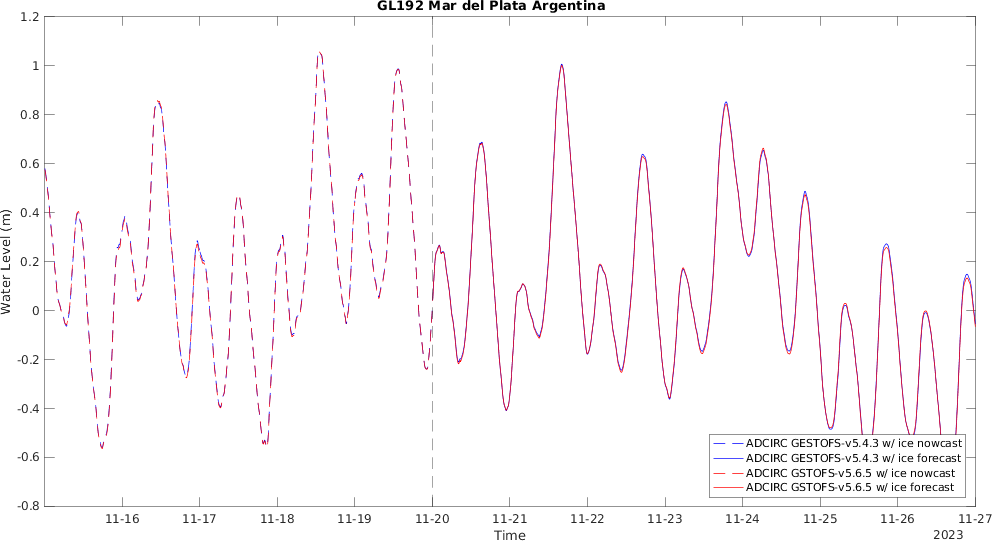 GL192 Mar del Plata Argentina
1.2
1
0.8
0.6
0.4
0.2
0
-0.2
-0.4
-0.6
-0.8
Water Level (m)
ADCIRC GESTOFS-v5.4.3 w/ ice nowcast
ADCIRC GESTOFS-v5.4.3 w/ ice forecast
ADCIRC GSTOFS-v5.6.5 w/ ice nowcast
ADCIRC GSTOFS-v5.6.5 w/ ice forecast
11-16 11-17 11-18 11-19 11-20 11-21 11-22 11-23 11-24 11-25 11-26 11-27
Time
2023